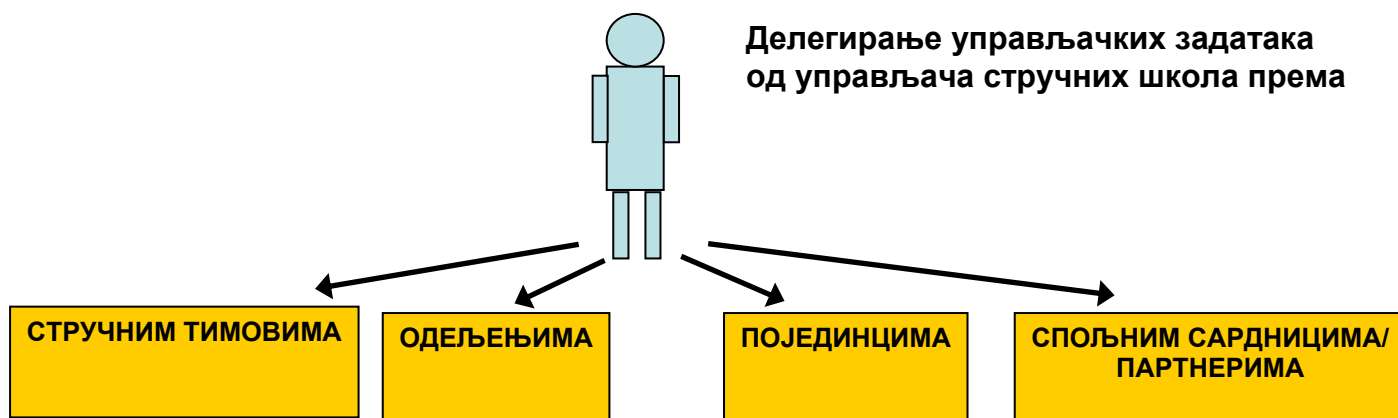 Делегирање управљачких задатака
од управљача стручних школа према
СТРУЧНИМ ТИМОВИМА
ОДЕЉЕЊИМА
ПОЈЕДИНЦИМА
СПОЉНИМ САРДНИЦИМА/
ПАРТНЕРИМА